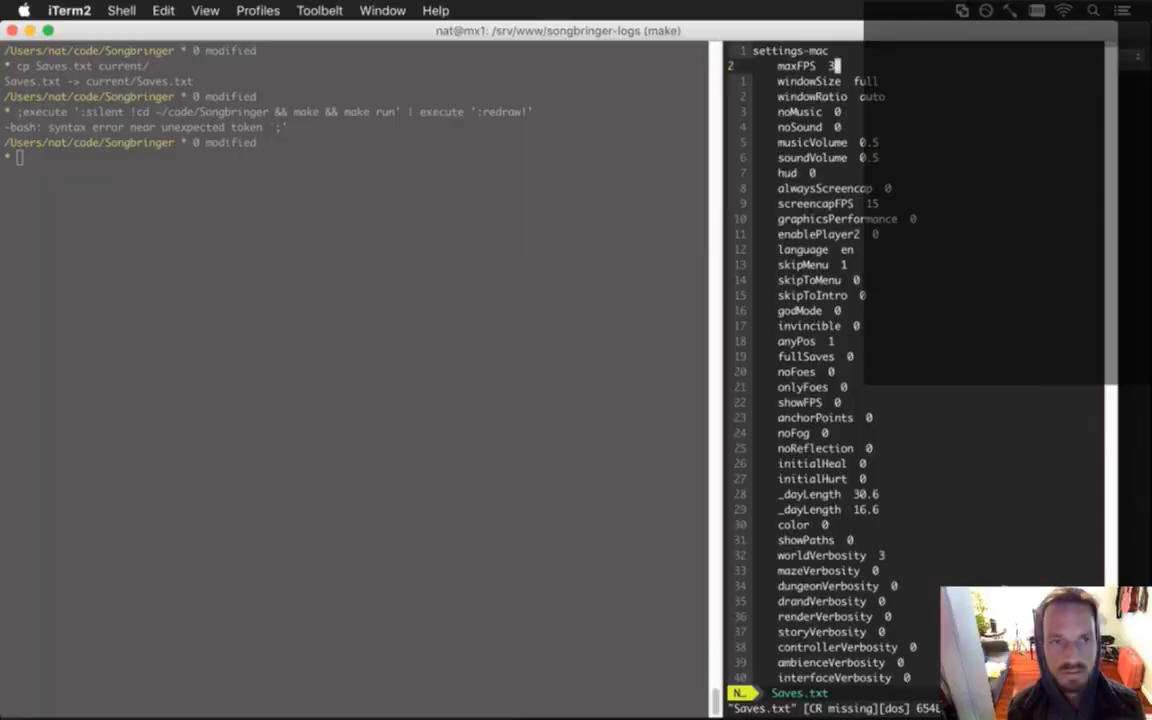 iTerm2 Shell Edit View Profiles Toolbelt Window Help
nat@mx1: /srv/www/songbringer-logs (make)
/Users/nat/code/Songbringer * 0 modified
* cp Saves.txt current/
Saves.txt -> current/Saves.txt
/Users/nat/code/Songbringer * 0 modified
* ;execute ':silent !cd ~/code/Songbringer && make && make run' | execute ':redraw!'
-bash: syntax error near unexpected token `;'
/Users/nat/code/Songbringer * 0 modified
*
1 settings-mac
2 maxFPS 3
1 windowSize full
2 windowRatio auto
3 noMusic 0
4 noSound 0
5 musicVolume 0.5
6 soundVolume 0.5
7 hud 0
8 alwaysScreencap 0
9 screencapFPS 15
10 graphicsPerformance 0
11 enablePlayer2 0
12 language en
13 skipMenu 1
14 skipToMenu 0
15 skipToIntro 0
16 godMode 0
17 invincible 0
18 anyPos 1
19 fullSaves 0
20 noFoes 0
21 onlyFoes 0
22 showFPS 0
23 anchorPoints 0
24 noFog 0
25 noReflection 0
26 initialHeal 0
27 initialHurt 0
28 _dayLength 30.6
29 _dayLength 16.6
30 color 0
31 showPaths 0
32 worldVerbosity 3
33 mazeVerbosity 0
34 dungeonVerbosity 0
35 drandVerbosity 0
36 renderVerbosity 0
37 storyVerbosity 0
38 controllerVerbosity 0
39 ambienceVerbosity 0
40 interfaceVerbosity 0
N… Saves.txt
"Saves.txt" [CR missing][dos] 654L